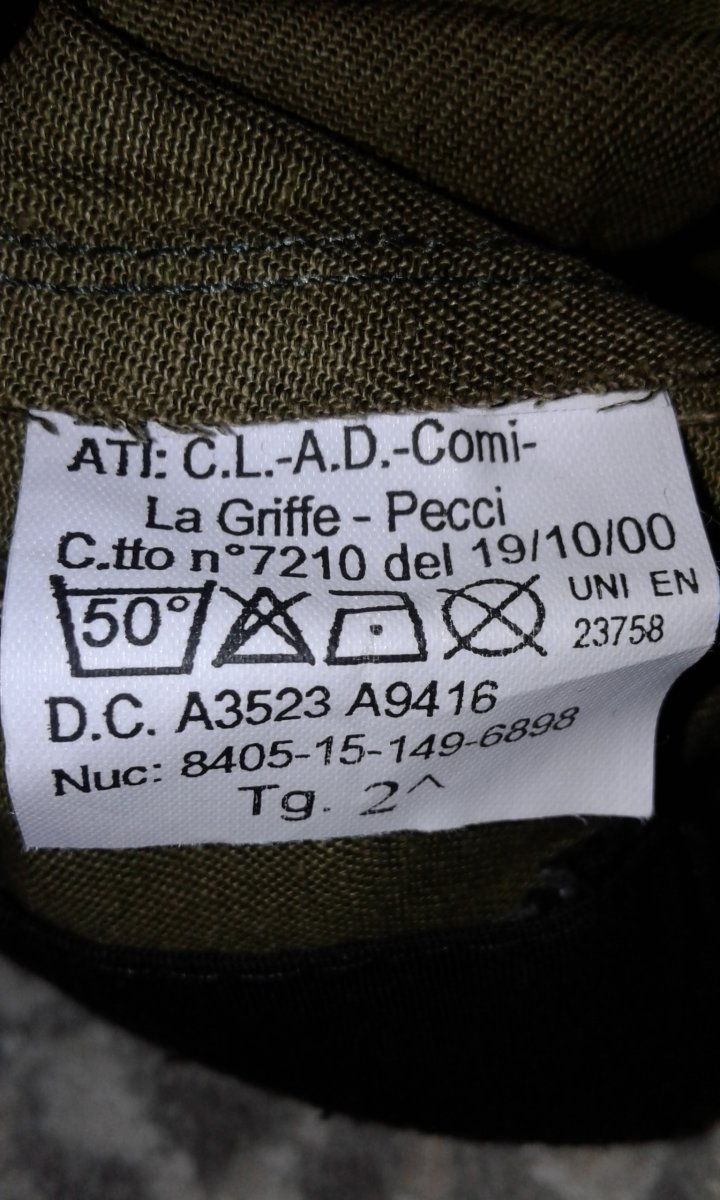 ATI: C.L.-A.D.-Comi-
La Griffe - Pecci
C.tto n°7210 del 19/10/00
50° UNI EN
23758
D.C. A3523 A9416
Nuc: 8405-15-149-6898
Tg. 2^